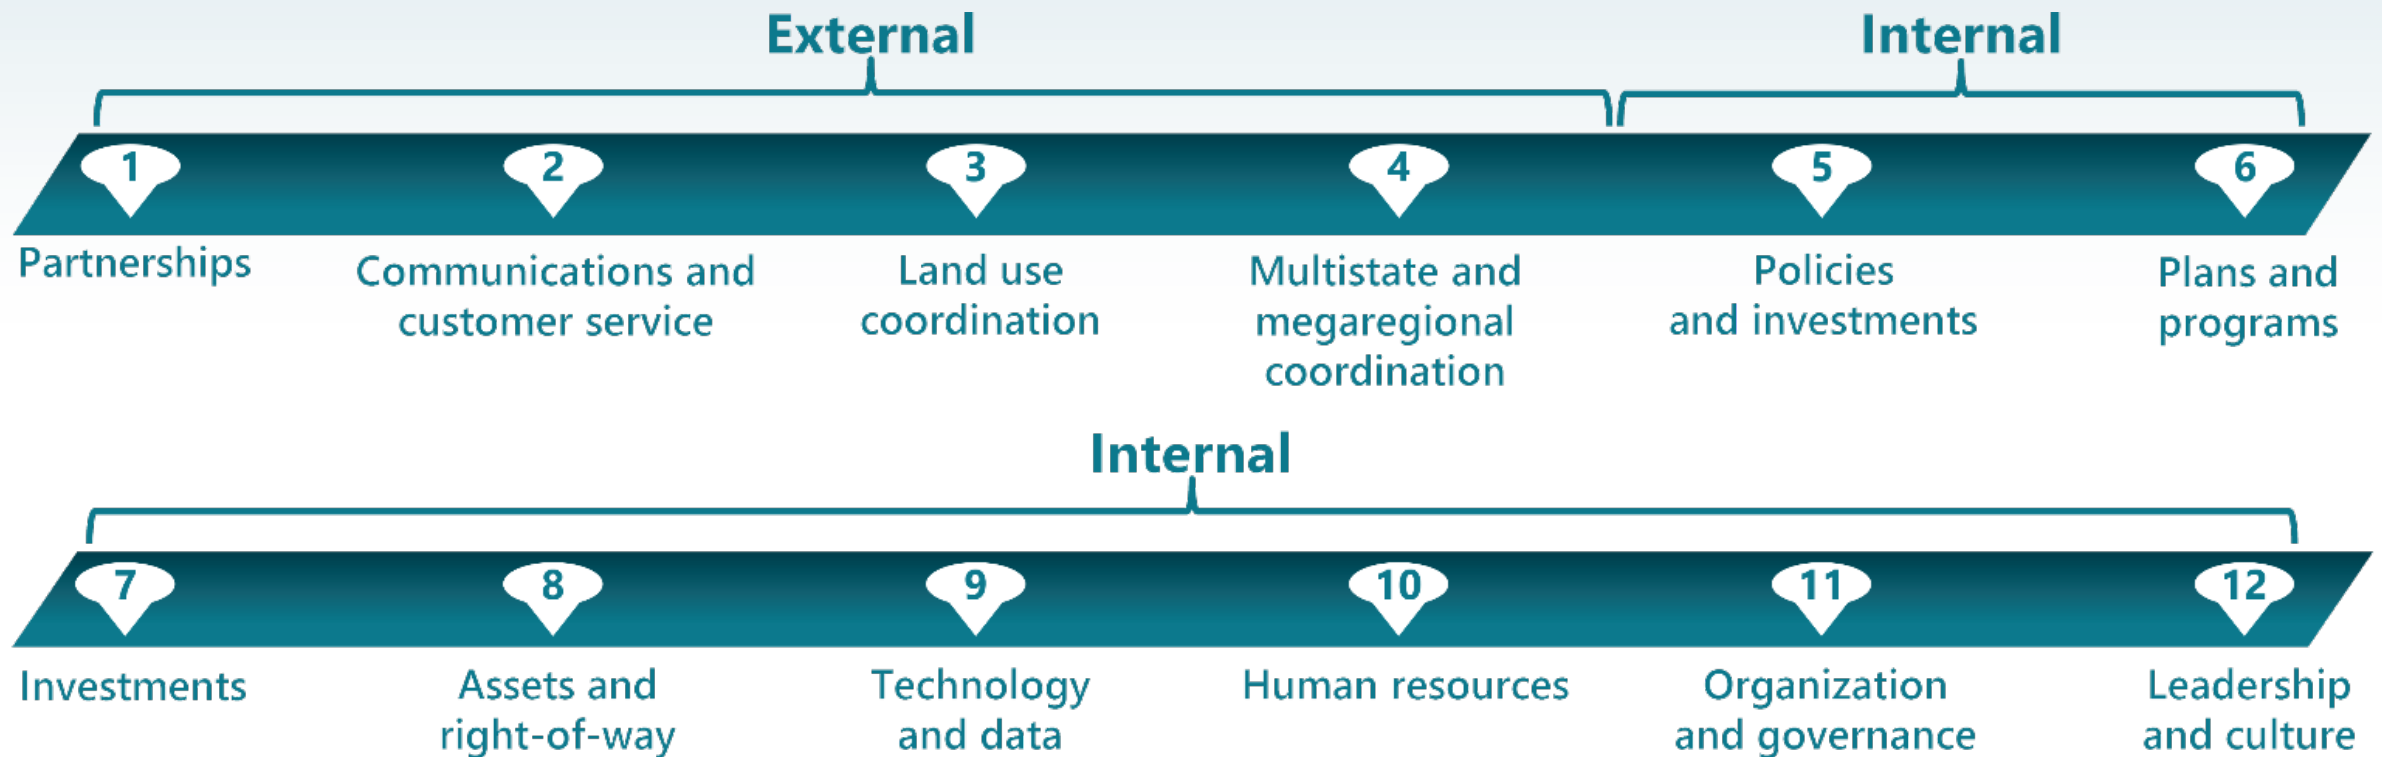 External
Internal
1
2
3
4
5
6
Partnerships
Communications and
customer service
Land use
coordination
Multistate and
megaregional
coordination
Policies
and investments
Plans and
programs
Internal
7
8
9
10
11
12
Investments
Assets and
right-of-way
Technology
and data
Human resources
Organization
and governance
Leadership
and culture